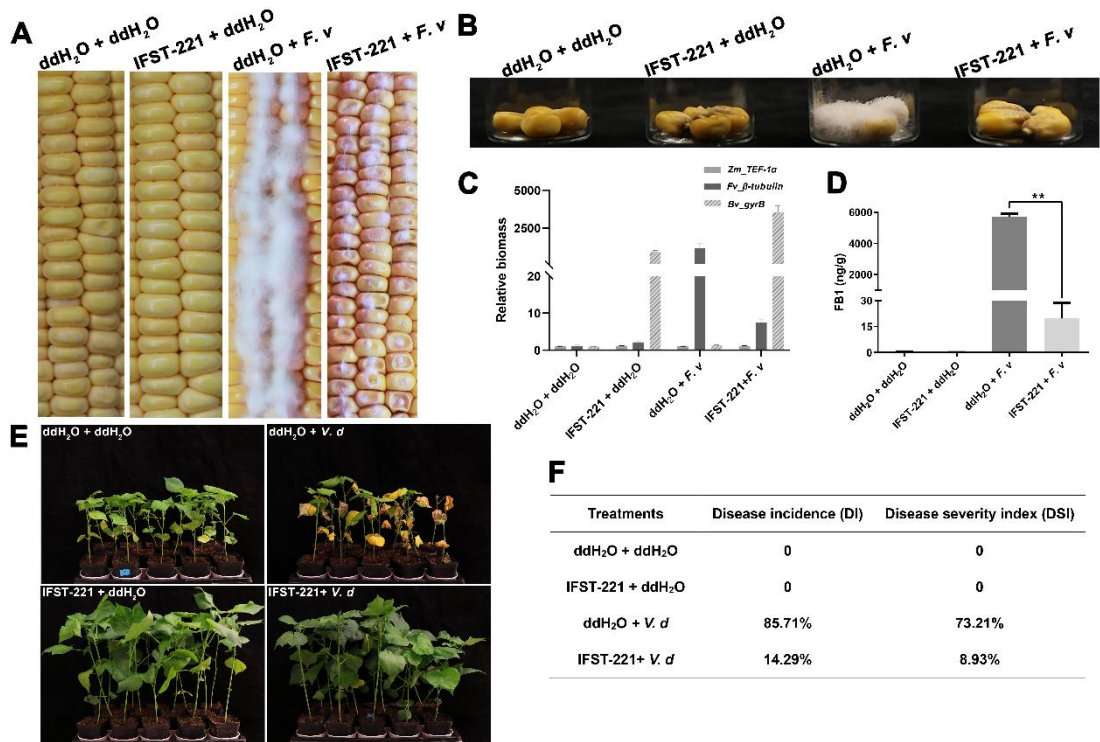 A
ddH₂O + ddH₂O
IFST-221 + ddH₂O
ddH₂O + F. v
IFST-221 + F. v
B
ddH₂O + ddH₂O
IFST-221 + ddH₂O
ddH₂O + F. v
IFST-221 + F. v
C
Zm_TEF-1α
Fv_β-tubulin
Bv_gyrB
Relative biomass
5000
2500
20
10
0
ddH₂O + ddH₂O
IFST-221 + ddH₂O
ddH₂O + F. v
IFST-221+F. v
D
**
FB1 (ng/g)
6000
4000
2000
30
15
0
ddH₂O + ddH₂O
IFST-221 + ddH₂O
ddH₂O + F. v
IFST-221 + F. v
E
ddH₂O + ddH₂O
ddH₂O + V. d
IFST-221 + ddH₂O
IFST-221+ V. d
F
Treatments Disease incidence (DI) Disease severity index (DSI)
ddH₂O + ddH₂O 0 0
IFST-221 + ddH₂O 0 0
ddH₂O + V. d 85.71% 73.21%
IFST-221+ V. d 14.29% 8.93%